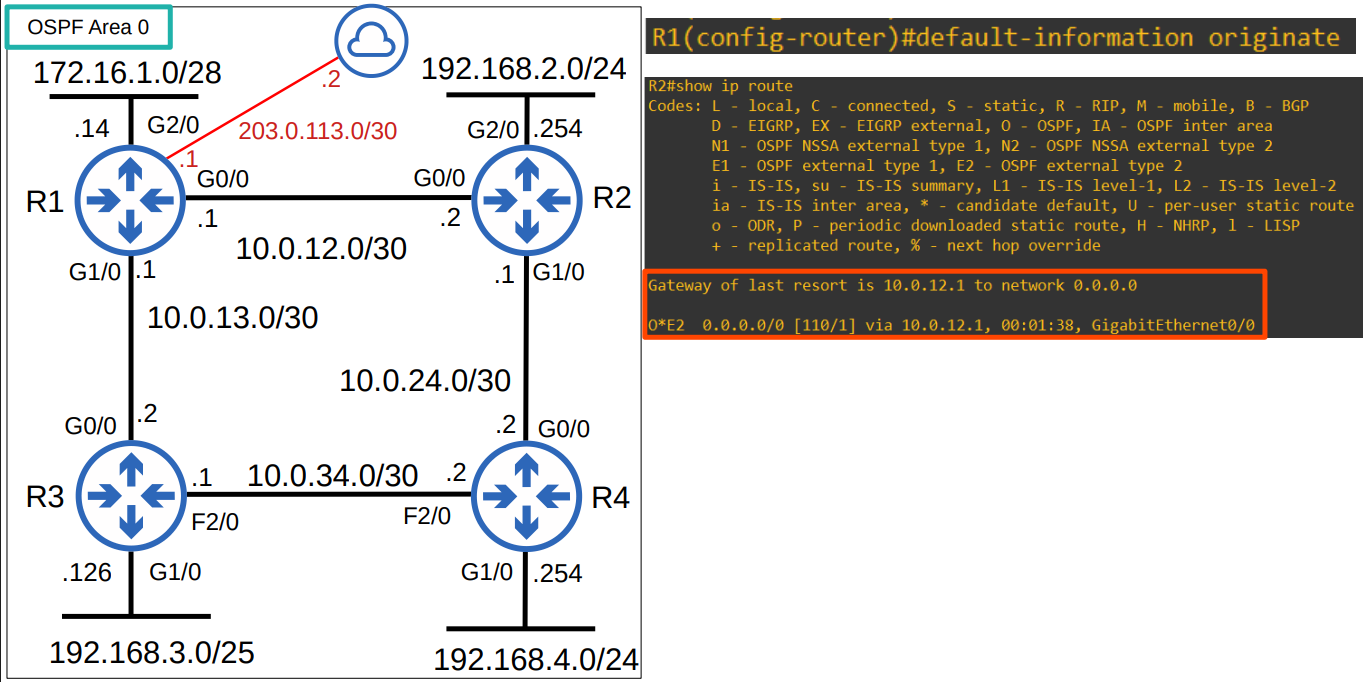 OSPF Area 0
172.16.1.0/28
192.168.2.0/24
.2
.14
G2/0
203.0.113.0/30
G2/0
.254
.1
G0/0
G0/0
R1
R2
.1
.2
10.0.12.0/30
G1/0
.1
.1
G1/0
10.0.13.0/30
10.0.24.0/30
.2
.2
G0/0
G0/0
10.0.34.0/30
.1
.2
R3
R4
F2/0
F2/0
.126
G1/0
G1/0
.254
192.168.3.0/25
192.168.4.0/24
R1(config-router)#default-information originate
R2#show ip route
Codes: L - local, C - connected, S - static, R - RIP, M - mobile, B - BGP
D - EIGRP, EX - EIGRP external, O - OSPF, IA - OSPF inter area
N1 - OSPF NSSA external type 1, N2 - OSPF NSSA external type 2
E1 - OSPF external type 1, E2 - OSPF external type 2
i - IS-IS, su - IS-IS summary, L1 - IS-IS level-1, L2 - IS-IS level-2
ia - IS-IS inter area, * - candidate default, U - per-user static route
o - ODR, P - periodic downloaded static route, H - NHRP, l - LISP
+ - replicated route, % - next hop override
Gateway of last resort is 10.0.12.1 to network 0.0.0.0
O*E2 0.0.0.0/0 [110/1] via 10.0.12.1, 00:01:38, GigabitEthernet0/0